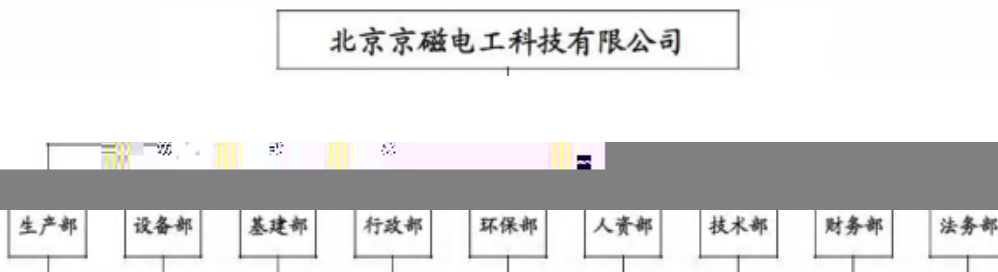 北京京磁电工科技有限公司
生产部 设备部 基建部 行政部 环保部 人资部 技术部 财务部 法务部